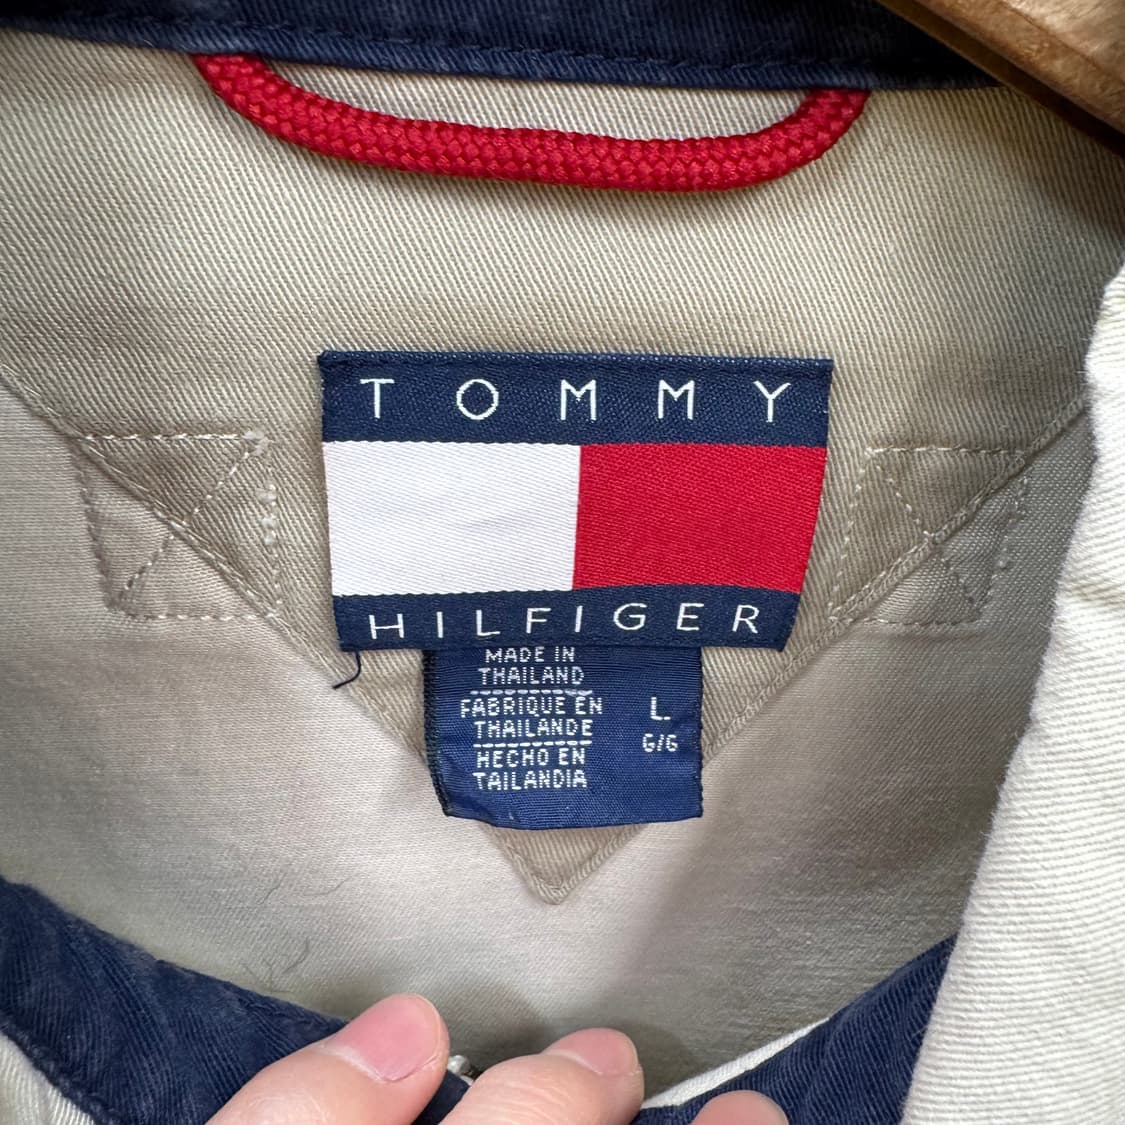 TOMMY
HILFIGER
MADE IN
THAILAND
FABRIQUE EN
THAILANDE
HECHO EN
TAILANDIA
L
G/G